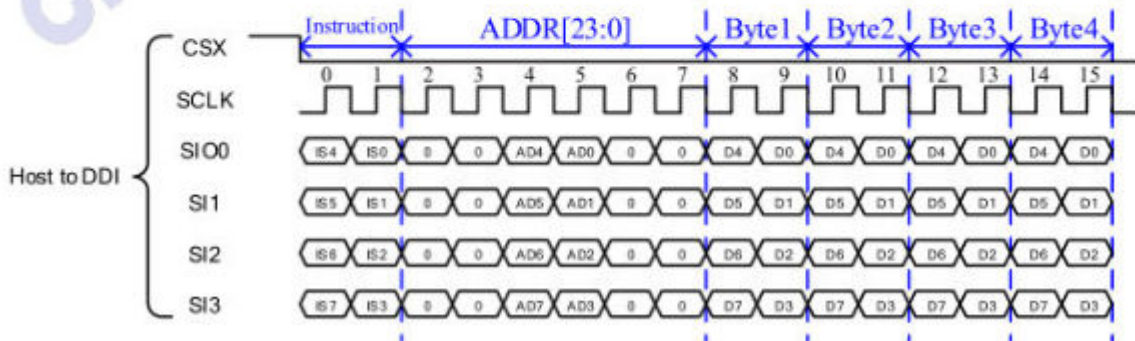 Instruction ADDR[23:0] Byte1 Byte2 Byte3 Byte4
CSX
0 1 2 3 4 5 6 7 8 9 10 11 12 13 14 15
SCLK
SIO0 IS4 IS0 0 0 AD4 AD0 0 0 D4 D0 D4 D0 D4 D0 D4 D0
Host to DDI
SI1 IS5 IS1 0 0 AD5 AD1 0 0 D5 D1 D5 D1 D5 D1 D5 D1
SI2 IS6 IS2 0 0 AD6 AD2 0 0 D6 D2 D6 D2 D6 D2 D6 D2
SI3 IS7 IS3 0 0 AD7 AD3 0 0 D7 D3 D7 D3 D7 D3 D7 D3